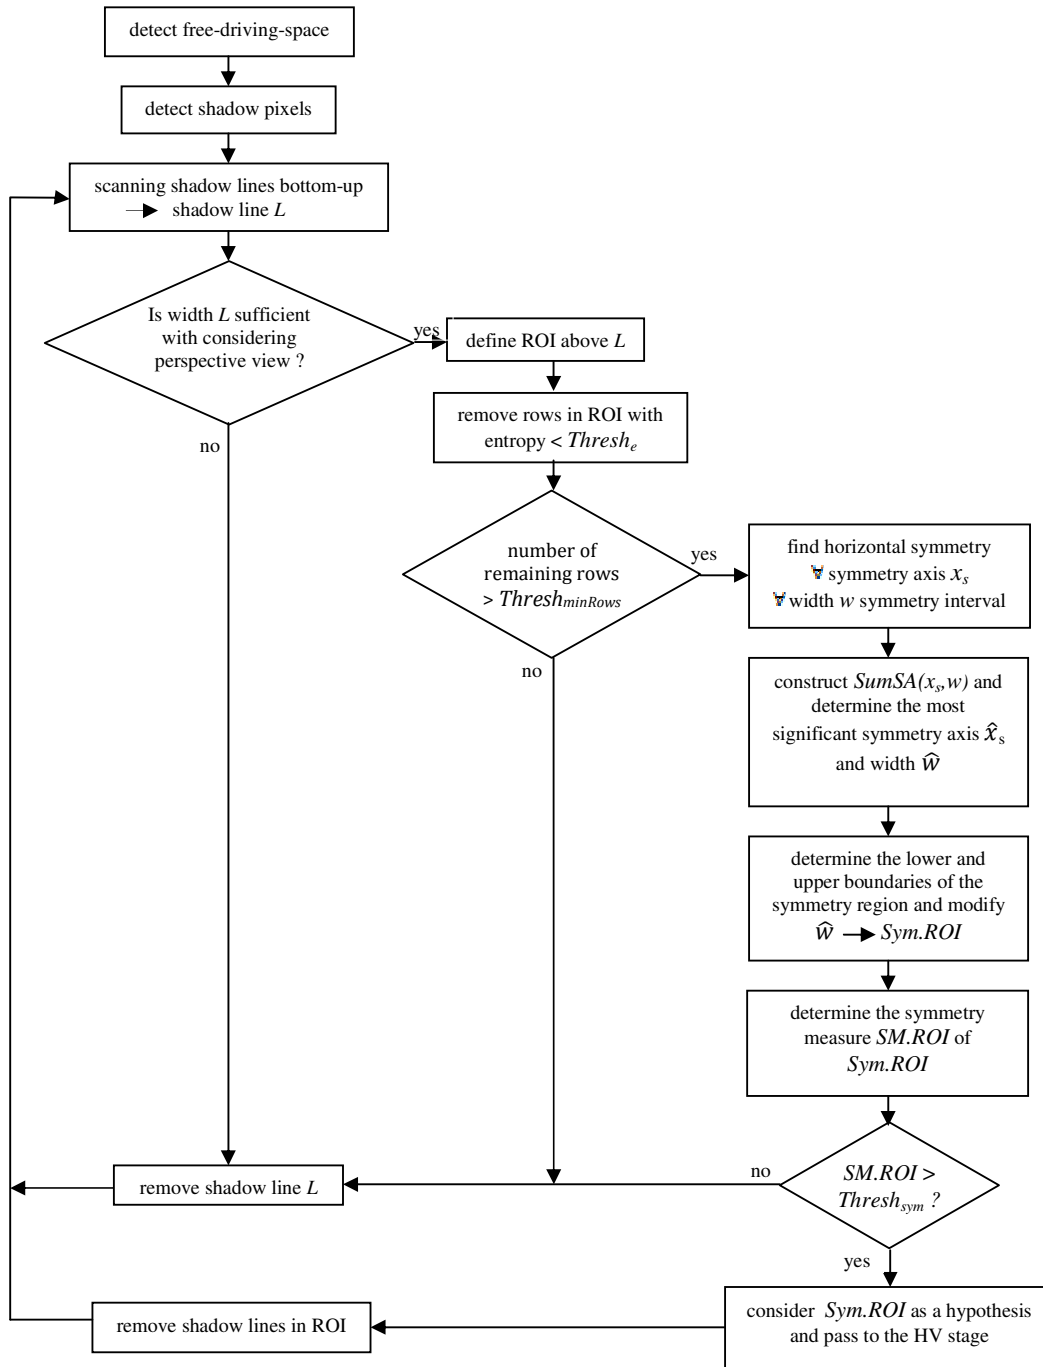 detect free-driving-space
detect shadow pixels
scanning shadow lines bottom-up
shadow line L
Is width L sufficient
with considering
perspective view ?
yes
no
define ROI above L
remove rows in ROI with
entropy < Thresh_e
number of
remaining rows
> Thresh_minRows
yes
no
find horizontal symmetry
∀ symmetry axis x_s
∀ width w symmetry interval
construct SumSA(x_s,w) and
determine the most
significant symmetry axis x̂_s
and width ŵ
determine the lower and
upper boundaries of the
symmetry region and modify
ŵ → Sym.ROI
determine the symmetry
measure SM.ROI of
Sym.ROI
SM.ROI >
Thresh_sym ?
no
yes
remove shadow line L
consider Sym.ROI as a hypothesis
and pass to the HV stage
remove shadow lines in ROI